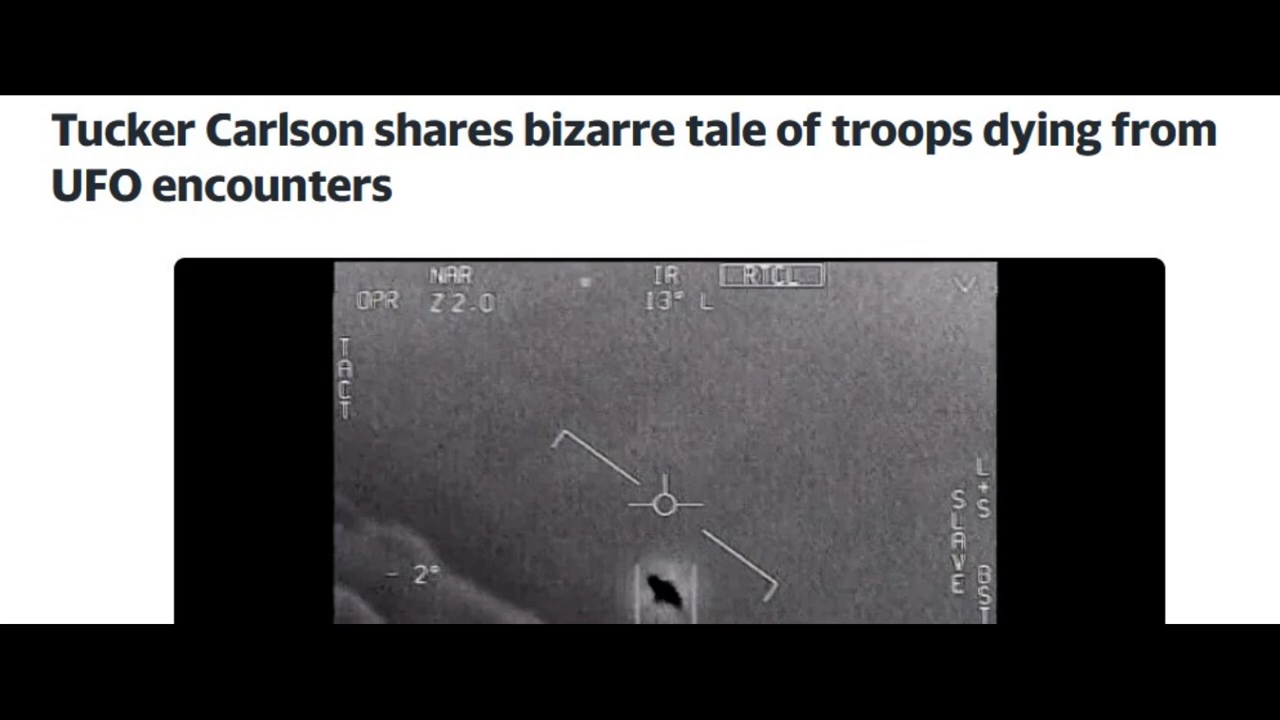 Tucker Carlson shares bizarre tale of troops dying from
UFO encounters
NAR IR RTCL
OPR Z 2.0 13° L
TACT
L+S
SLAVE
- 2°
BST